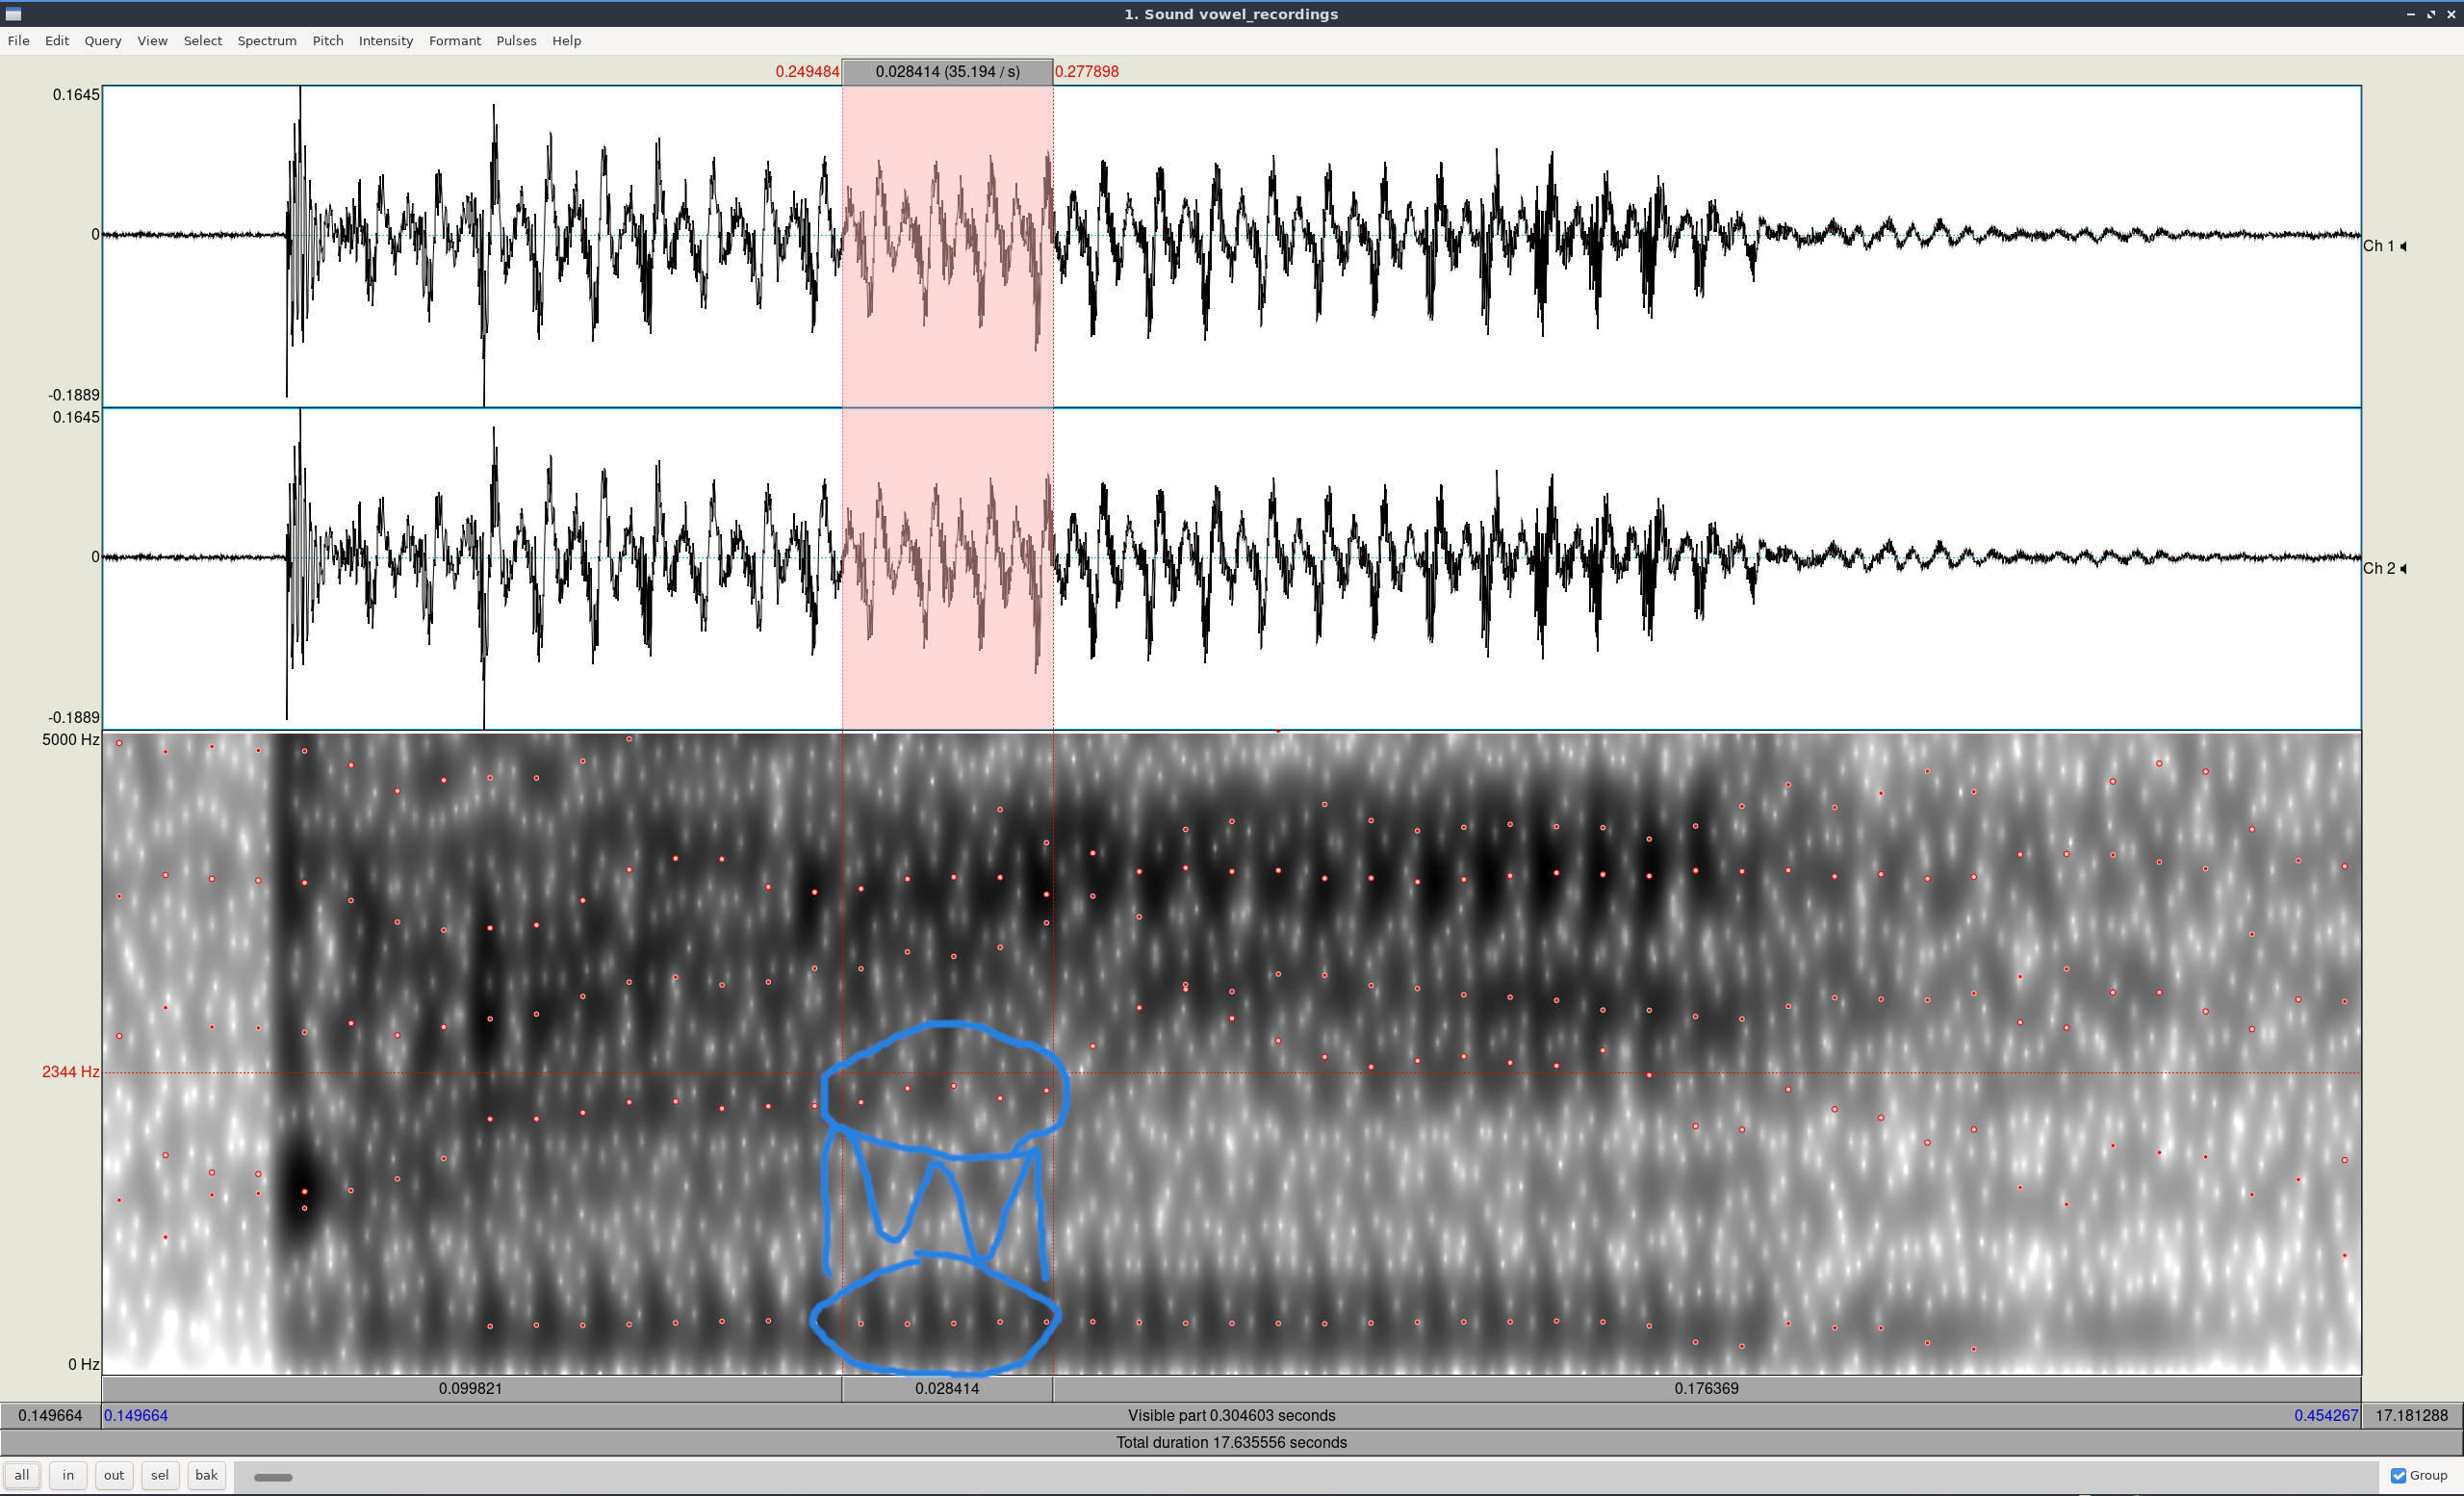 1. Sound vowel_recordings
File Edit Query View Select Spectrum Pitch Intensity Formant Pulses Help
0.249484 0.028414 (35.194 / s) 0.277898
0.1645
0
Ch 1
-0.1889
0.1645
0
Ch 2
-0.1889
5000 Hz
2344 Hz
0 Hz
0.099821 0.028414 0.176369
0.149664 0.149664 Visible part 0.304603 seconds 0.454267 17.181288
Total duration 17.635556 seconds
all in out sel bak Group